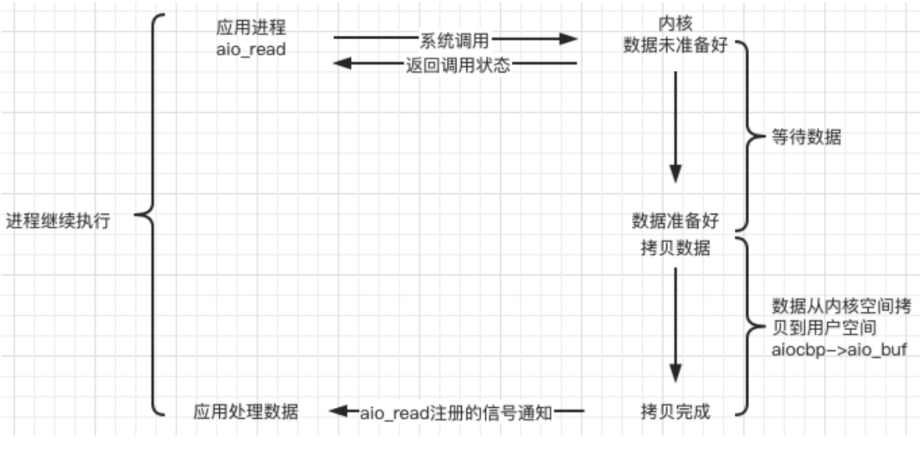 应用进程
aio_read
系统调用
返回调用状态
内核
数据未准备好
等待数据
进程继续执行
数据准备好
拷贝数据
数据从内核空间拷
贝到用户空间
aiocbp->aio_buf
应用处理数据
aio_read注册的信号通知
拷贝完成